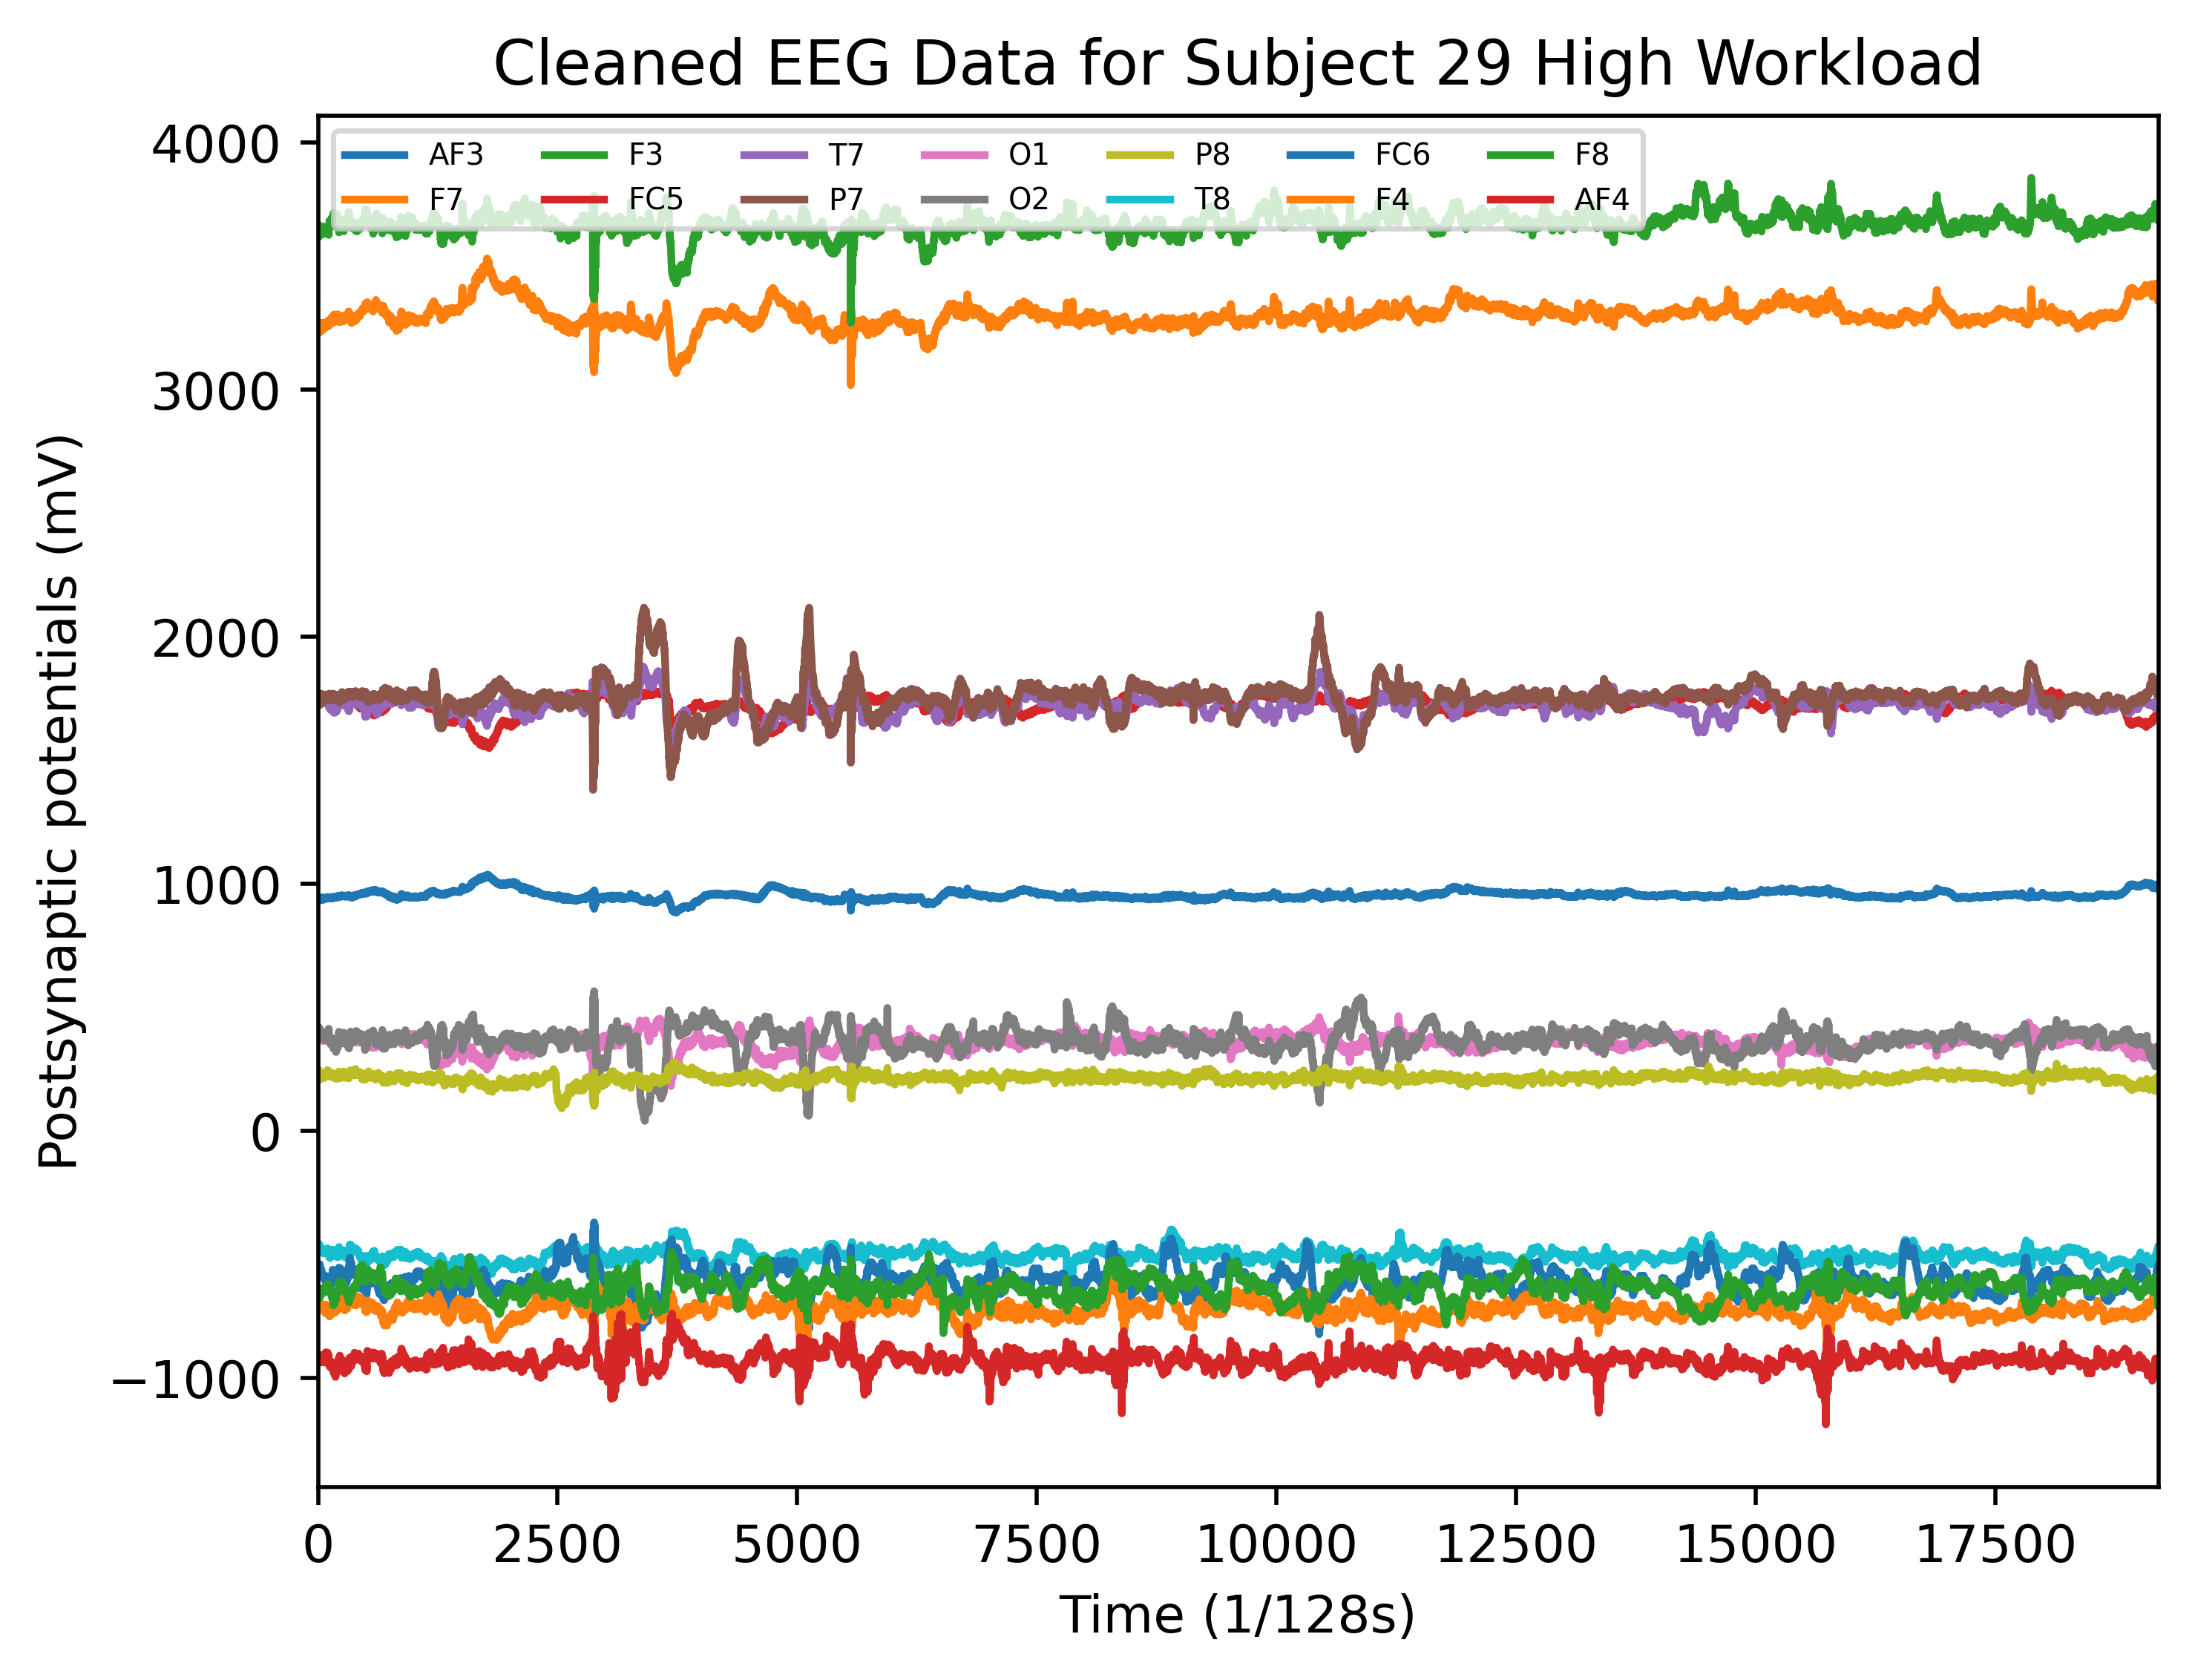 Cleaned EEG Data for Subject 29 High Workload
4000
3000
2000
1000
0
−1000
Postsynaptic potentials (mV)
AF3 F3 T7 O1 P8 FC6 F8
F7 FC5 P7 O2 T8 F4 AF4
0 2500 5000 7500 10000 12500 15000 17500
Time (1/128s)